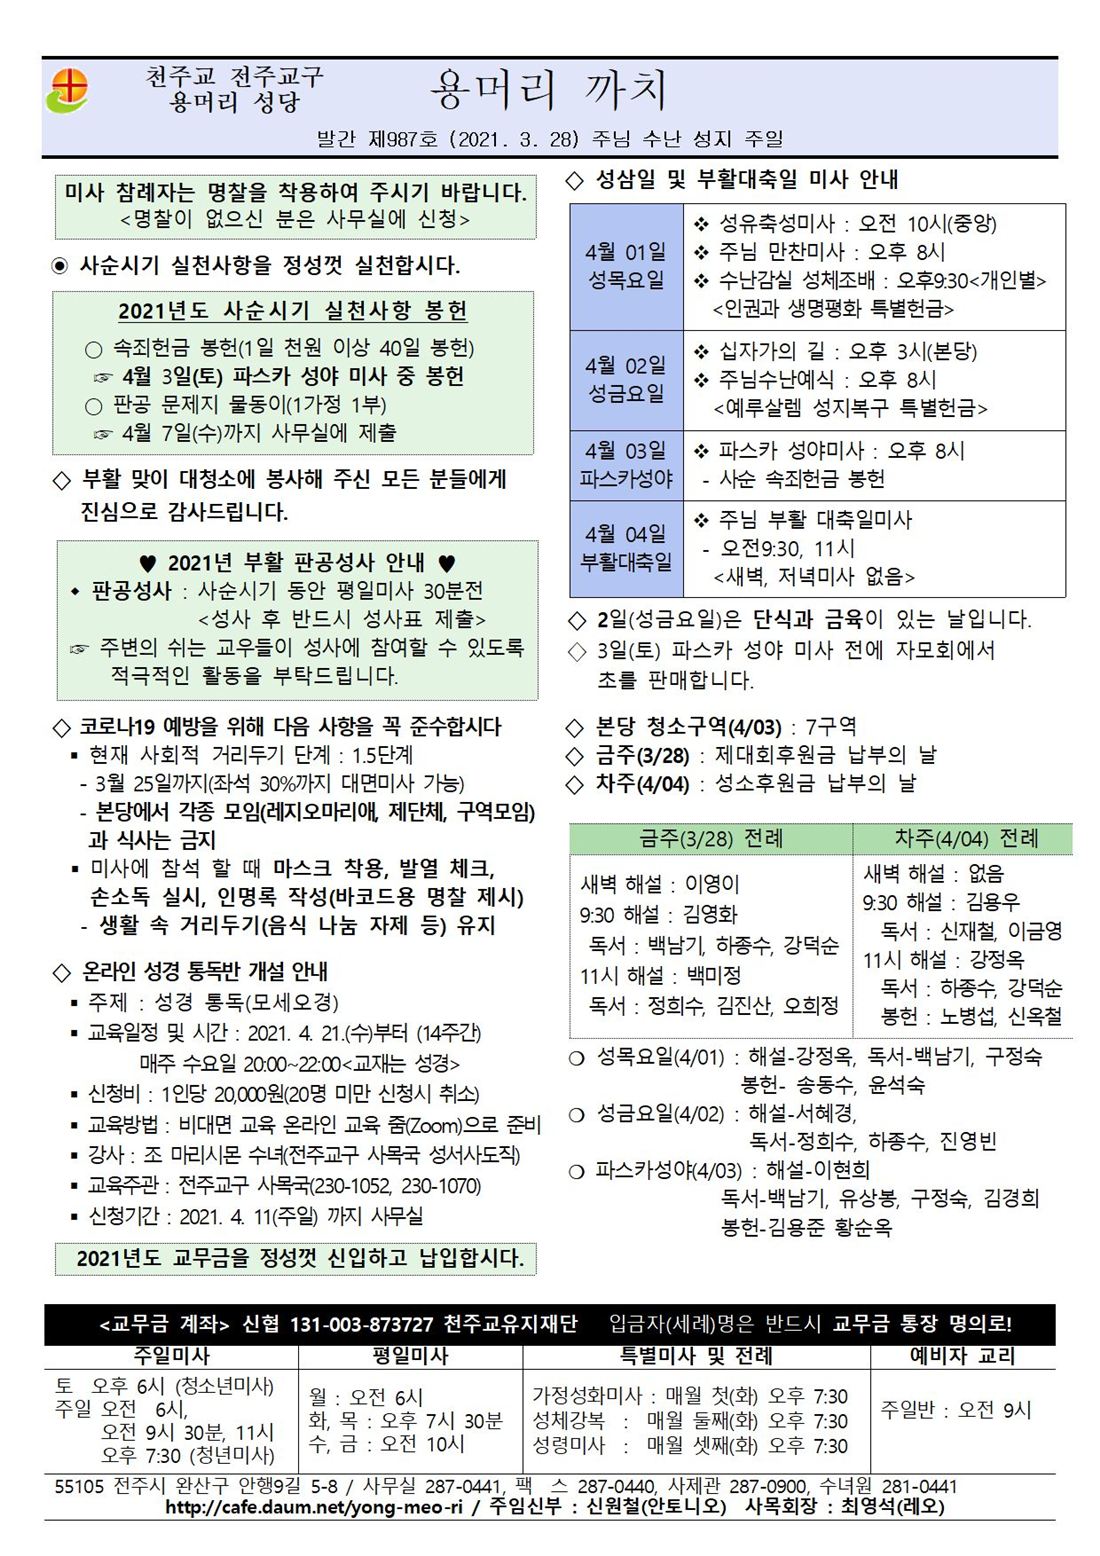 천주교 전주교구
용머리 성당
용머리 까치
발간 제987호 (2021. 3. 28) 주님 수난 성지 주일
미사 참례자는 명찰을 착용하여 주시기 바랍니다.
<명찰이 없으신 분은 사무실에 신청>
◉ 사순시기 실천사항을 정성껏 실천합시다.
2021년도 사순시기 실천사항 봉헌
○ 속죄헌금 봉헌(1일 천원 이상 40일 봉헌)
☞ 4월 3일(토) 파스카 성야 미사 중 봉헌
○ 판공 문제지 물동이(1가정 1부)
☞ 4월 7일(수)까지 사무실에 제출
◇ 부활 맞이 대청소에 봉사해 주신 모든 분들에게
진심으로 감사드립니다.
♥ 2021년 부활 판공성사 안내 ♥
◆ 판공성사 : 사순시기 동안 평일미사 30분전
<성사 후 반드시 성사표 제출>
☞ 주변의 쉬는 교우들이 성사에 참여할 수 있도록
적극적인 활동을 부탁드립니다.
◇ 코로나19 예방을 위해 다음 사항을 꼭 준수합시다
▪ 현재 사회적 거리두기 단계 : 1.5단계
- 3월 25일까지(좌석 30%까지 대면미사 가능)
- 본당에서 각종 모임(레지오마리애, 제단체, 구역모임)
과 식사는 금지
▪ 미사에 참석 할 때 마스크 착용, 발열 체크,
손소독 실시, 인명록 작성(바코드용 명찰 제시)
- 생활 속 거리두기(음식 나눔 자제 등) 유지
◇ 온라인 성경 통독반 개설 안내
▪ 주제 : 성경 통독(모세오경)
▪ 교육일정 및 시간 : 2021. 4. 21.(수)부터 (14주간)
매주 수요일 20:00~22:00<교재는 성경>
▪ 신청비 : 1인당 20,000원(20명 미만 신청시 취소)
▪ 교육방법 : 비대면 교육 온라인 교육 줌(Zoom)으로 준비
▪ 강사 : 조 마리시몬 수녀(전주교구 사목국 성서사도직)
▪ 교육주관 : 전주교구 사목국(230-1052, 230-1070)
▪ 신청기간 : 2021. 4. 11(주일) 까지 사무실
2021년도 교무금을 정성껏 신입하고 납입합시다.
◇ 성삼일 및 부활대축일 미사 안내
4월 01일
성목요일
❖ 성유축성미사 : 오전 10시(중앙)
❖ 주님 만찬미사 : 오후 8시
❖ 수난감실 성체조배 : 오후9:30<개인별>
<인권과 생명평화 특별헌금>
4월 02일
성금요일
❖ 십자가의 길 : 오후 3시(본당)
❖ 주님수난예식 : 오후 8시
<예루살렘 성지복구 특별헌금>
4월 03일
파스카성야
❖ 파스카 성야미사 : 오후 8시
- 사순 속죄헌금 봉헌
4월 04일
부활대축일
❖ 주님 부활 대축일미사
- 오전9:30, 11시
<새벽, 저녁미사 없음>
◇ 2일(성금요일)은 단식과 금육이 있는 날입니다.
◇ 3일(토) 파스카 성야 미사 전에 자모회에서
초를 판매합니다.
◇ 본당 청소구역(4/03) : 7구역
◇ 금주(3/28) : 제대회후원금 납부의 날
◇ 차주(4/04) : 성소후원금 납부의 날
금주(3/28) 전례
새벽 해설 : 이영이
9:30 해설 : 김영화
독서 : 백남기, 하종수, 강덕순
11시 해설 : 백미정
독서 : 정희수, 김진산, 오희정
차주(4/04) 전례
새벽 해설 : 없음
9:30 해설 : 김용우
독서 : 신재철, 이금영
11시 해설 : 강정옥
독서 : 하종수, 강덕순
봉헌 : 노병섭, 신옥철
❍ 성목요일(4/01) : 해설-강정옥, 독서-백남기, 구정숙
봉헌- 송동수, 윤석숙
❍ 성금요일(4/02) : 해설-서혜경,
독서-정희수, 하종수, 진영빈
❍ 파스카성야(4/03) : 해설-이현희
독서-백남기, 유상봉, 구정숙, 김경희
봉헌-김용준 황순옥
<교무금 계좌> 신협 131-003-873727 천주교유지재단 입금자(세례)명은 반드시 교무금 통장 명의로!
주일미사
토 오후 6시 (청소년미사)
주일 오전 6시,
오전 9시 30분, 11시
오후 7:30 (청년미사)
평일미사
월 : 오전 6시
화, 목 : 오후 7시 30분
수, 금 : 오전 10시
특별미사 및 전례
가정성화미사 : 매월 첫(화) 오후 7:30
성체강복 : 매월 둘째(화) 오후 7:30
성령미사 : 매월 셋째(화) 오후 7:30
예비자 교리
주일반 : 오전 9시
55105 전주시 완산구 안행9길 5-8 / 사무실 287-0441, 팩 스 287-0440, 사제관 287-0900, 수녀원 281-0441
http://cafe.daum.net/yong-meo-ri / 주임신부 : 신원철(안토니오) 사목회장 : 최영석(레오)